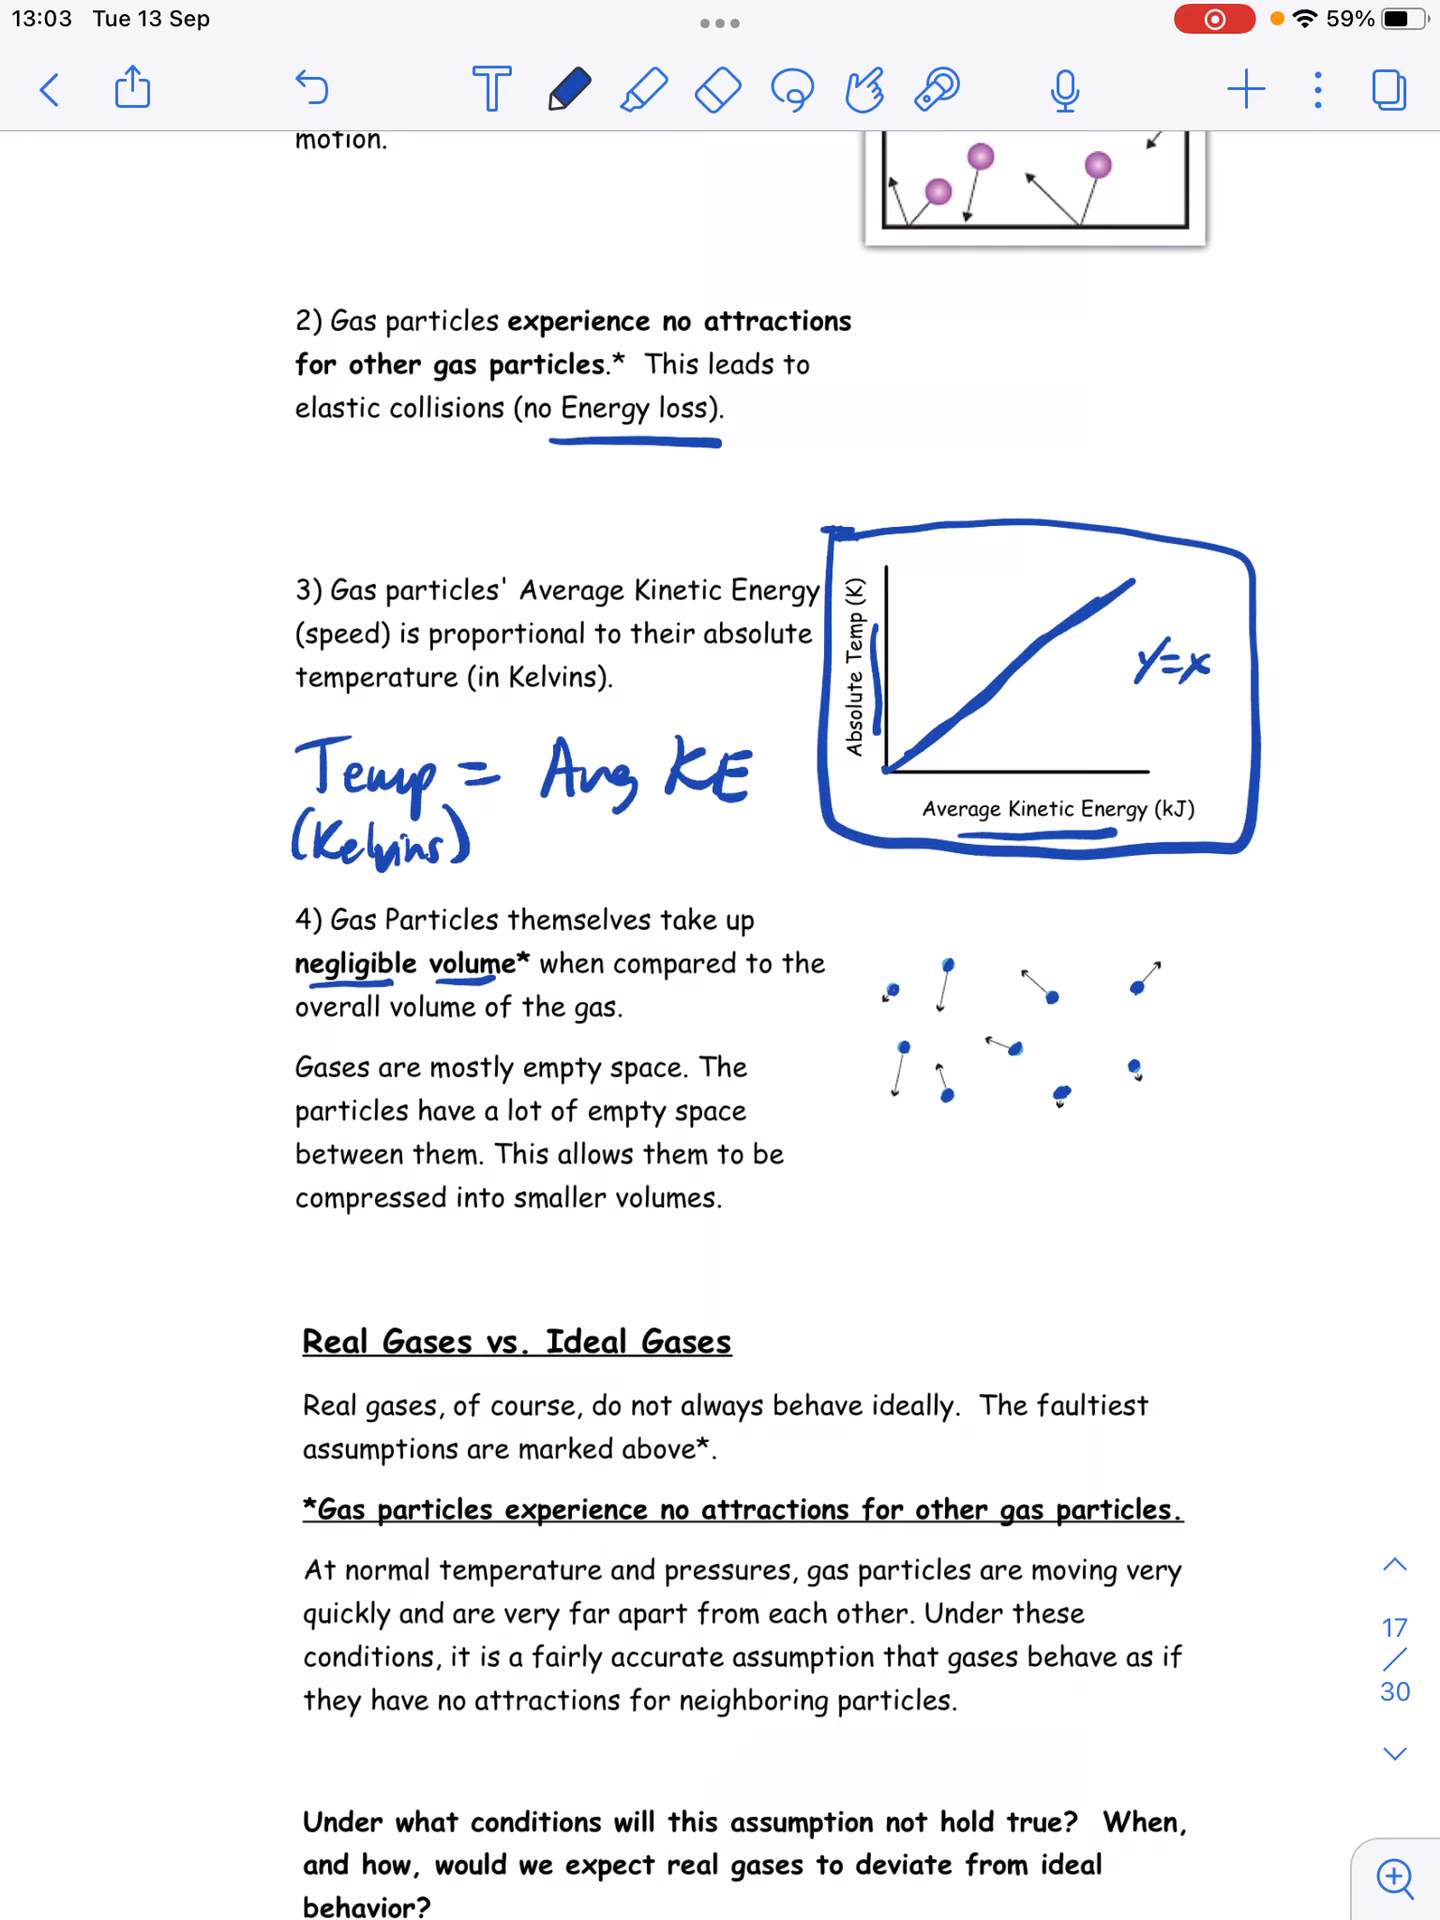 13:03 Tue 13 Sep
59%
motion.
2) Gas particles experience no attractions
for other gas particles.* This leads to
elastic collisions (no Energy loss).
3) Gas particles' Average Kinetic Energy
(speed) is proportional to their absolute
temperature (in Kelvins).
Temp = Avg KE
(Kelvins)
Absolute Temp (K)
y=x
Average Kinetic Energy (kJ)
4) Gas Particles themselves take up
negligible volume* when compared to the
overall volume of the gas.
Gases are mostly empty space. The
particles have a lot of empty space
between them. This allows them to be
compressed into smaller volumes.
Real Gases vs. Ideal Gases
Real gases, of course, do not always behave ideally. The faultiest
assumptions are marked above*.
*Gas particles experience no attractions for other gas particles.
At normal temperature and pressures, gas particles are moving very
quickly and are very far apart from each other. Under these
conditions, it is a fairly accurate assumption that gases behave as if
they have no attractions for neighboring particles.
17
/
30
Under what conditions will this assumption not hold true? When,
and how, would we expect real gases to deviate from ideal
behavior?